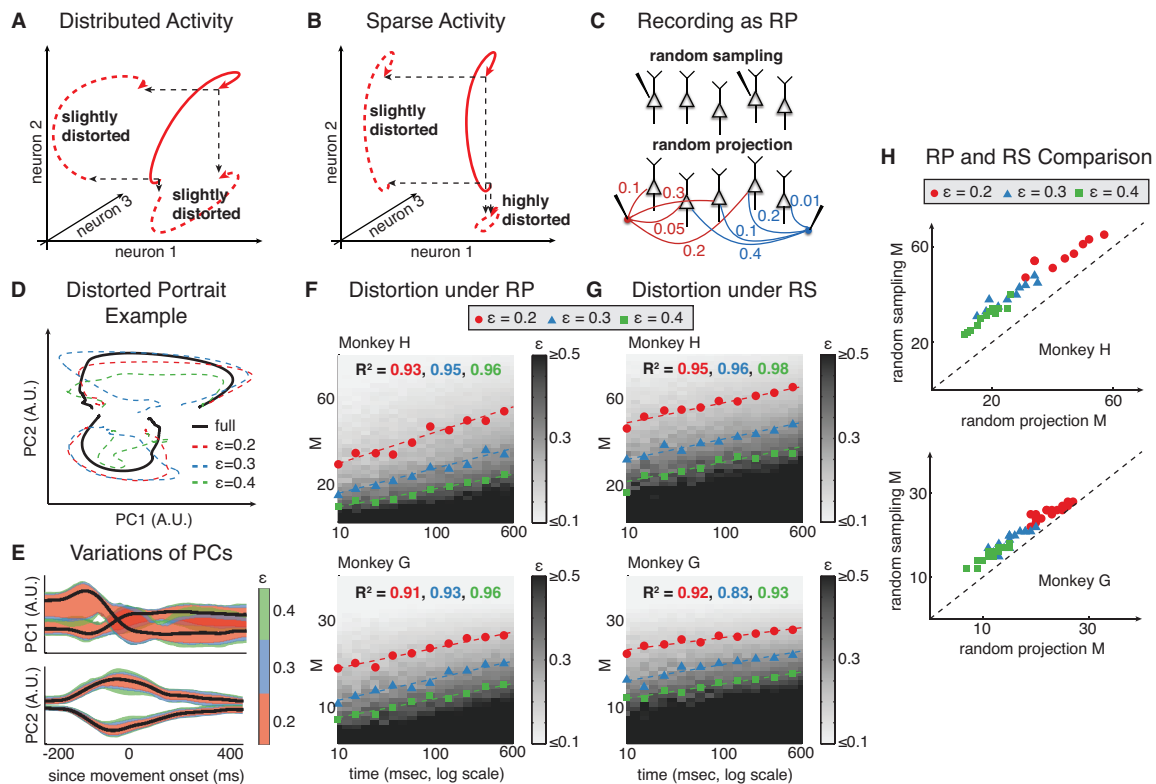 A Distributed Activity
neuron 2
slightly
distorted
slightly
distorted
neuron 3
neuron 1
B Sparse Activity
neuron 2
slightly
distorted
highly
distorted
neuron 3
neuron 1
C Recording as RP
random sampling
random projection
0.1
0.3
0.05
0.2
0.1
0.4
0.2
0.01
D Distorted Portrait
Example
PC2 (A.U.)
full
ε=0.2
ε=0.3
ε=0.4
PC1 (A.U.)
E Variations of PCs
PC1 (A.U.)
PC2 (A.U.)
ε
0.4
0.3
0.2
-200 0 400
since movement onset (ms)
F Distortion under RP
G Distortion under RS
ε = 0.2 ε = 0.3 ε = 0.4
Monkey H
R² = 0.93, 0.95, 0.96
M
60
20
10 100 600
ε
≥0.5
0.3
≤0.1
Monkey H
R² = 0.95, 0.96, 0.98
M
60
20
10 100 600
ε
≥0.5
0.3
≤0.1
Monkey G
R² = 0.91, 0.93, 0.96
M
30
10
10 100 600
time (msec, log scale)
ε
≥0.5
0.3
≤0.1
Monkey G
R² = 0.92, 0.83, 0.93
M
30
10
10 100 600
time (msec, log scale)
ε
≥0.5
0.3
≤0.1
H RP and RS Comparison
ε = 0.2 ε = 0.3 ε = 0.4
random sampling M
60
20
Monkey H
20 60
random projection M
random sampling M
30
10
Monkey G
10 30
random projection M